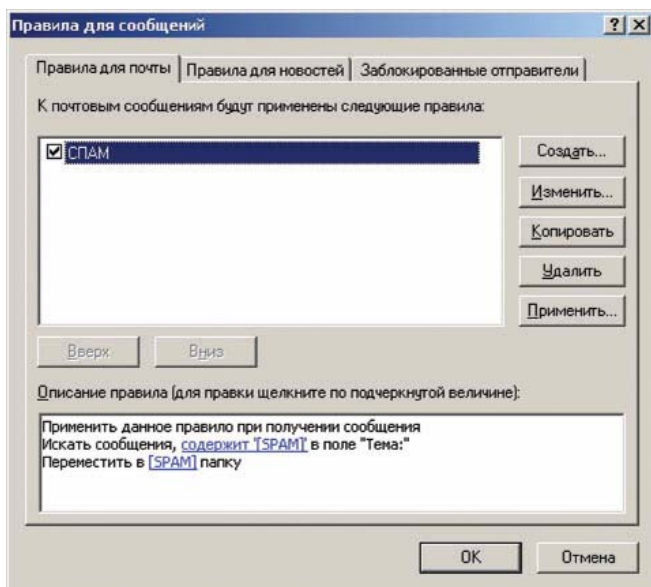 Правила для сообщений
Правила для почты Правила для новостей Заблокированные отправители
К почтовым сообщениям будут применены следующие правила:
СПАМ
Создать...
Изменить...
Копировать
Удалить
Применить...
Вверх Вниз
Описание правила (для правки щелкните по подчеркнутой величине):
Применить данное правило при получении сообщения
Искать сообщения, содержит '[SPAM]' в поле "Тема:"
Переместить в [SPAM] папку
OK Отмена